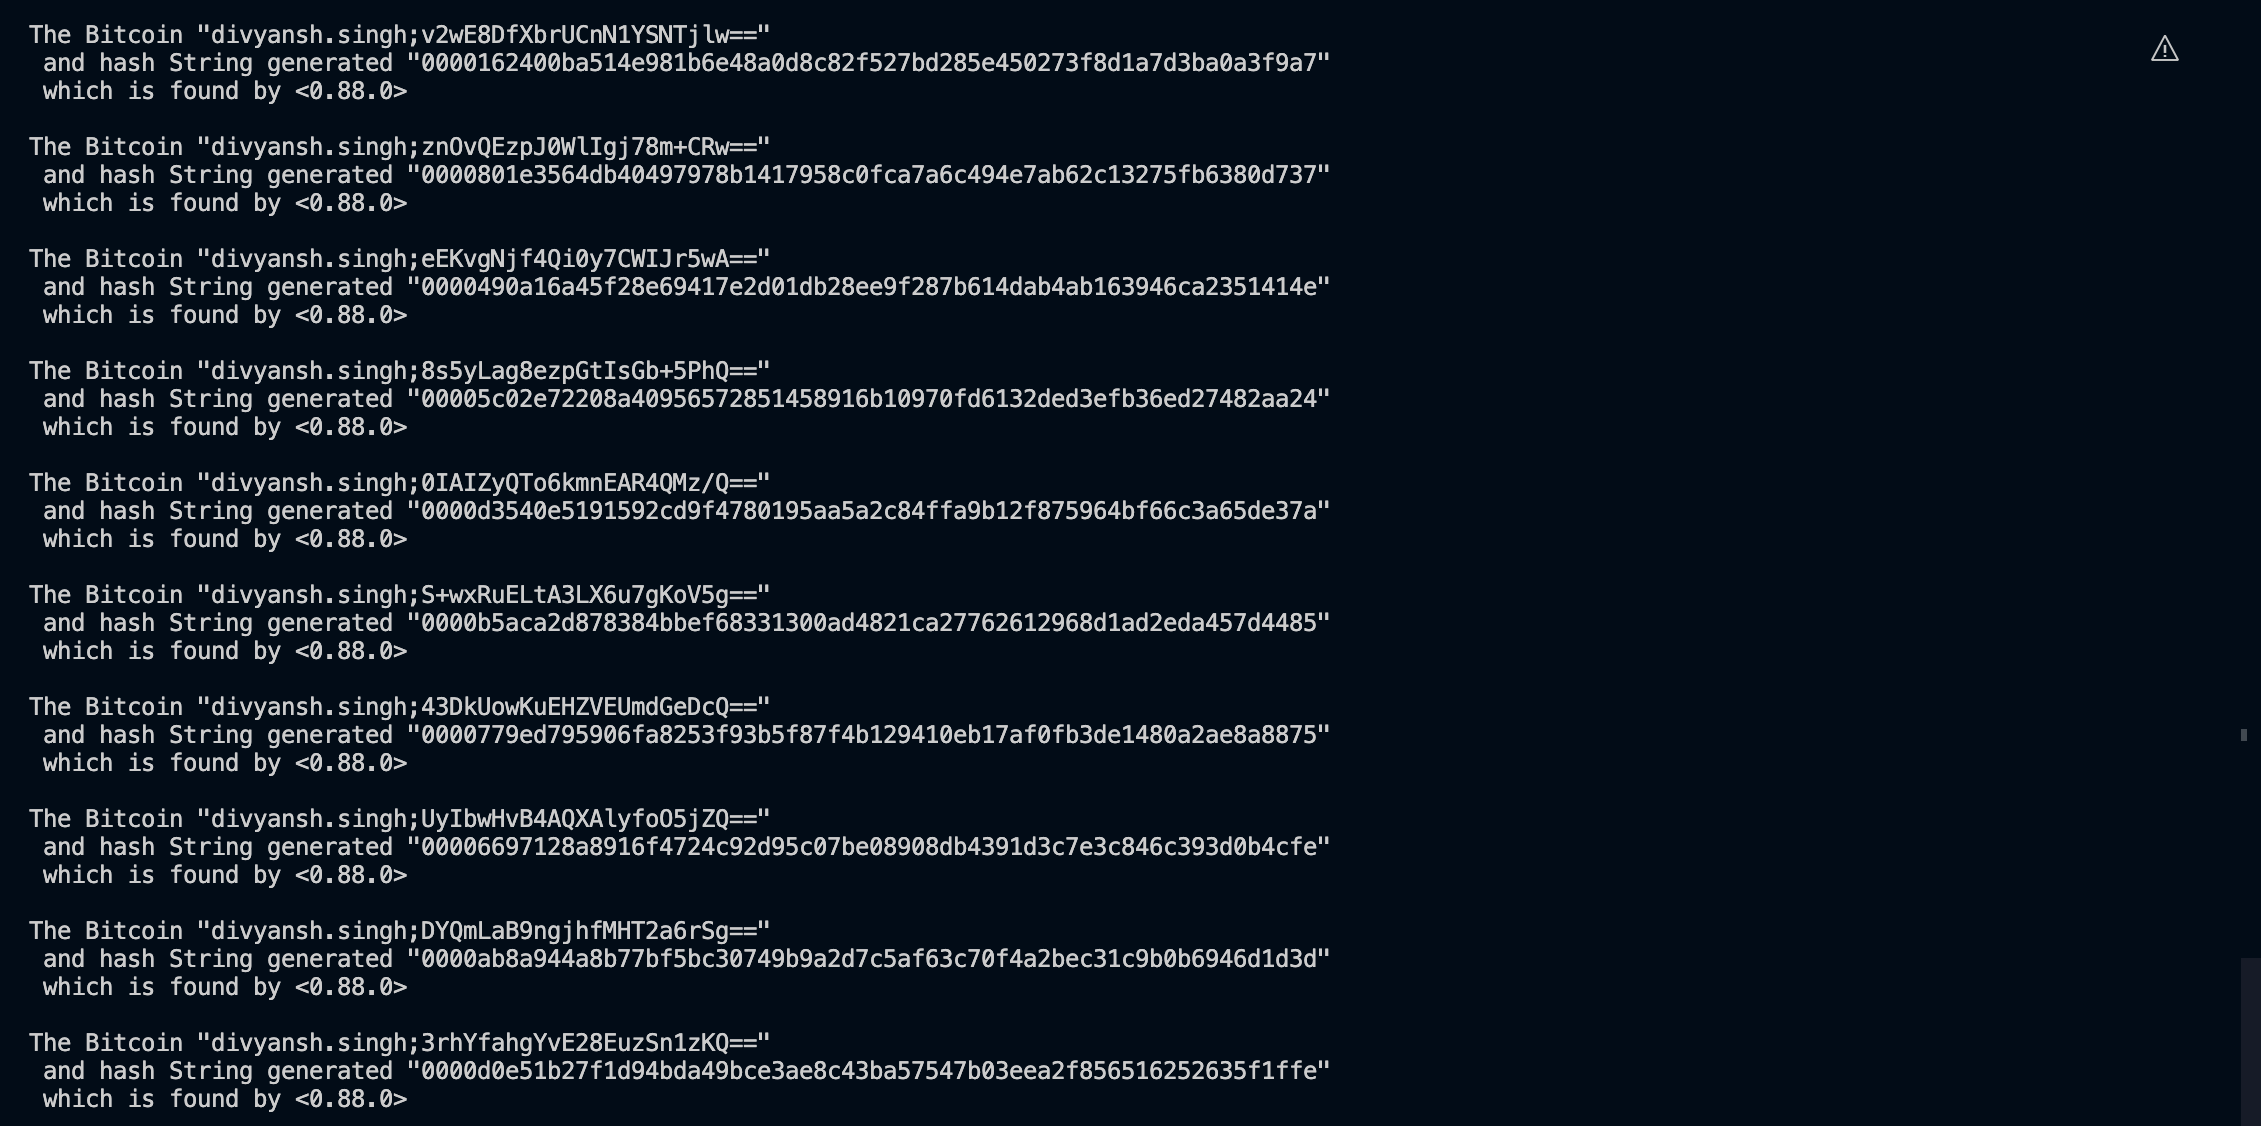 The Bitcoin "divyansh.singh;v2wE8DfXbrUCnN1YSNTjlw=="
and hash String generated "0000162400ba514e981b6e48a0d8c82f527bd285e450273f8d1a7d3ba0a3f9a7"
which is found by <0.88.0>
The Bitcoin "divyansh.singh;znOvQEzpJ0WlIgj78m+CRw=="
and hash String generated "0000801e3564db40497978b1417958c0fca7a6c494e7ab62c13275fb6380d737"
which is found by <0.88.0>
The Bitcoin "divyansh.singh;eEKvgNjf4Qi0y7CWIJr5wA=="
and hash String generated "0000490a16a45f28e69417e2d01db28ee9f287b614dab4ab163946ca2351414e"
which is found by <0.88.0>
The Bitcoin "divyansh.singh;8s5yLag8ezpGtIsGb+5PhQ=="
and hash String generated "00005c02e72208a40956572851458916b10970fd6132ded3efb36ed27482aa24"
which is found by <0.88.0>
The Bitcoin "divyansh.singh;0IAIZyQTo6kmnEAR4QMz/Q=="
and hash String generated "0000d3540e5191592cd9f4780195aa5a2c84ffa9b12f875964bf66c3a65de37a"
which is found by <0.88.0>
The Bitcoin "divyansh.singh;S+wxRuELtA3LX6u7gKoV5g=="
and hash String generated "0000b5aca2d878384bbef68331300ad4821ca27762612968d1ad2eda457d4485"
which is found by <0.88.0>
The Bitcoin "divyansh.singh;43DkUowKuEHZVEUmdGeDcQ=="
and hash String generated "0000779ed795906fa8253f93b5f87f4b129410eb17af0fb3de1480a2ae8a8875"
which is found by <0.88.0>
The Bitcoin "divyansh.singh;UyIbwHvB4AQXAlyfoO5jZQ=="
and hash String generated "00006697128a8916f4724c92d95c07be08908db4391d3c7e3c846c393d0b4cfe"
which is found by <0.88.0>
The Bitcoin "divyansh.singh;DYQmLaB9ngjhfMHT2a6rSg=="
and hash String generated "0000ab8a944a8b77bf5bc30749b9a2d7c5af63c70f4a2bec31c9b0b6946d1d3d"
which is found by <0.88.0>
The Bitcoin "divyansh.singh;3rhYfahgYvE28EuzSn1zKQ=="
and hash String generated "0000d0e51b27f1d94bda49bce3ae8c43ba57547b03eea2f856516252635f1ffe"
which is found by <0.88.0>